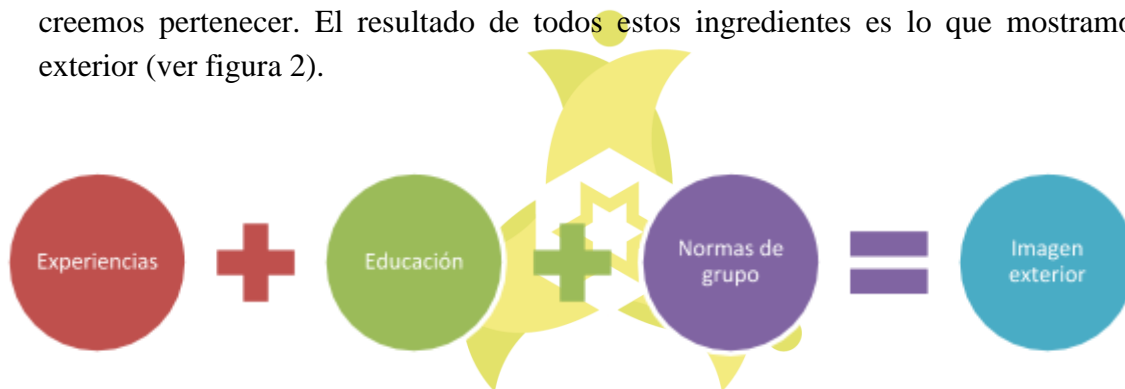 creemos pertenecer. El resultado de todos estos ingredientes es lo que mostramo
exterior (ver figura 2).
Experiencias
Educación
Normas de
grupo
Imagen
exterior